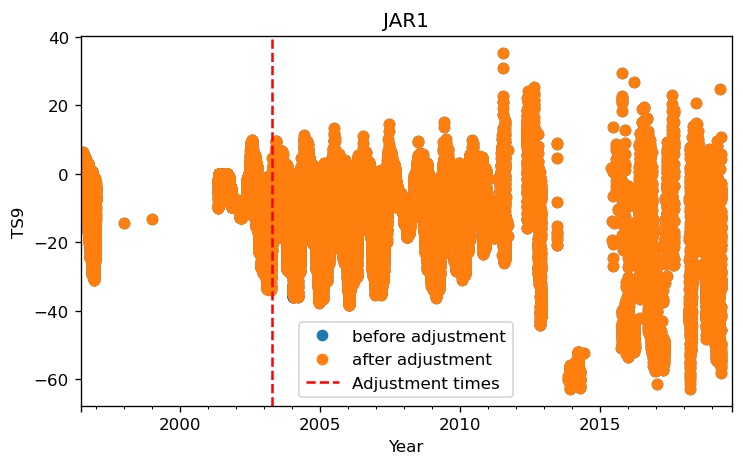 JAR1
40
20
0
−20
−40
−60
TS9
before adjustment
after adjustment
Adjustment times
2000
2005
2010
2015
Year